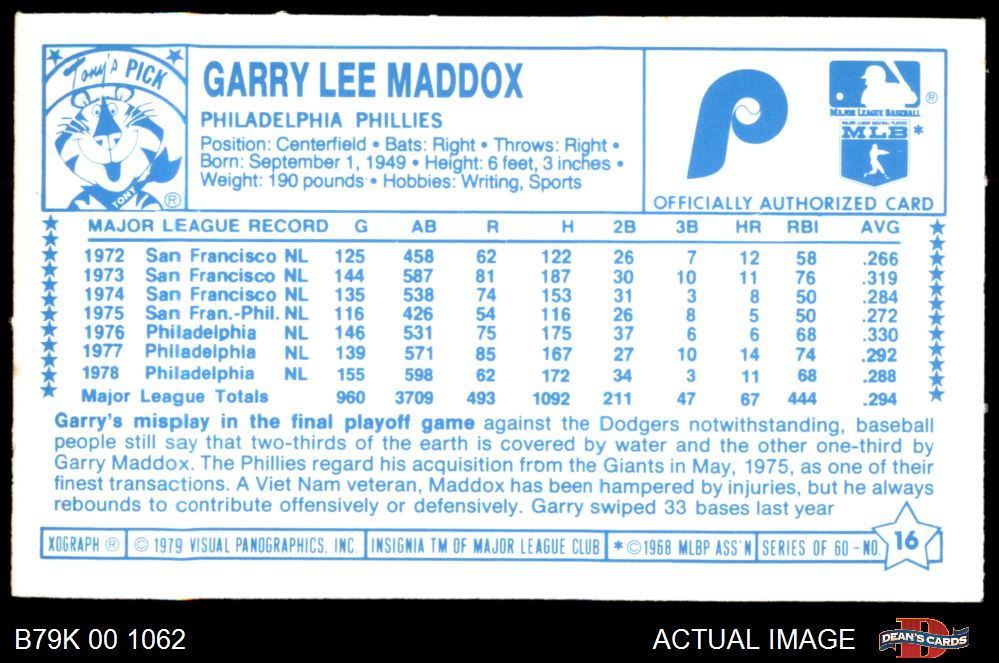 Tony's PICK
TONY ®
GARRY LEE MADDOX
PHILADELPHIA PHILLIES
Position: Centerfield • Bats: Right • Throws: Right •
Born: September 1, 1949 • Height: 6 feet, 3 inches •
Weight: 190 pounds • Hobbies: Writing, Sports
P
®
MAJOR LEAGUE BASEBALL
MAJOR LEAGUE BASEBALL PLAYERS
MLB*
OFFICIALLY AUTHORIZED CARD
MAJOR LEAGUE RECORD G AB R H 2B 3B HR RBI AVG
1972 San Francisco NL 125 458 62 122 26 7 12 58 .266
1973 San Francisco NL 144 587 81 187 30 10 11 76 .319
1974 San Francisco NL 135 538 74 153 31 3 8 50 .284
1975 San Fran.-Phil. NL 116 426 54 116 26 8 5 50 .272
1976 Philadelphia NL 146 531 75 175 37 6 6 68 .330
1977 Philadelphia NL 139 571 85 167 27 10 14 74 .292
1978 Philadelphia NL 155 598 62 172 34 3 11 68 .288
Major League Totals 960 3709 493 1092 211 47 67 444 .294
Garry's misplay in the final playoff game against the Dodgers notwithstanding, baseball
people still say that two-thirds of the earth is covered by water and the other one-third by
Garry Maddox. The Phillies regard his acquisition from the Giants in May, 1975, as one of their
finest transactions. A Viet Nam veteran, Maddox has been hampered by injuries, but he always
rebounds to contribute offensively or defensively. Garry swiped 33 bases last year
XOGRAPH ® © 1979 VISUAL PANOGRAPHICS, INC. INSIGNIA TM OF MAJOR LEAGUE CLUB * © 1968 MLBP ASS'N SERIES OF 60 - NO. 16
B79K 00 1062 ACTUAL IMAGE D DEAN'S CARDS